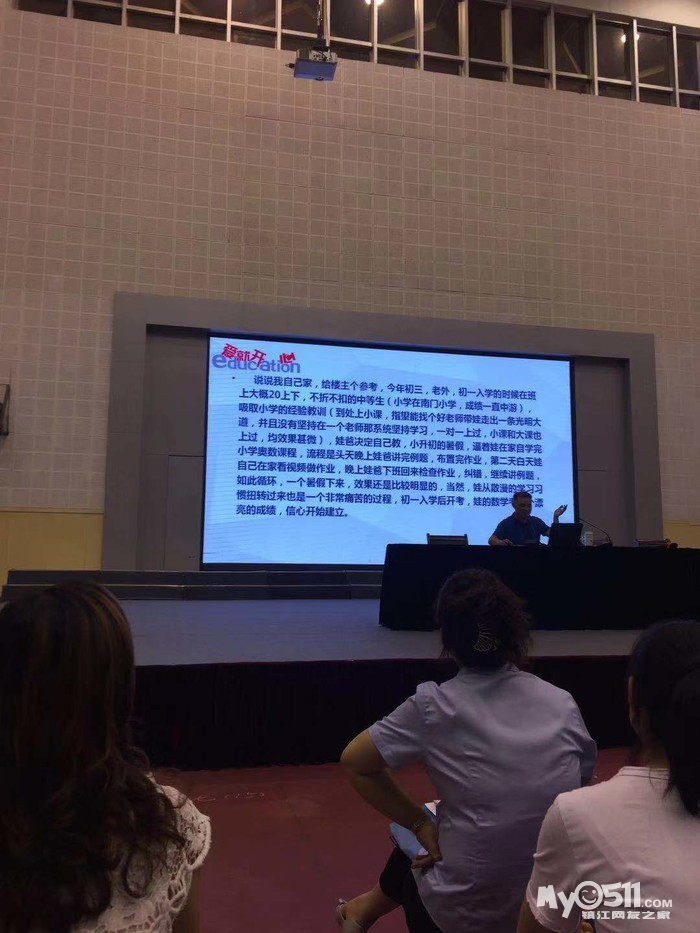 爱就开心
education
• 说说我自己家，给楼主个参考，今年初三，老外，初一入学的时候在班
上大概20上下，不折不扣的中等生（小学在南门小学，成绩一直中游），
吸取小学的经验教训（到处上小课，指望能找个好老师带娃走出一条光明大
道，并且没有坚持在一个老师那系统坚持学习，一对一上过，小课和大课也
上过，均效果甚微），娃爸决定自己教，小升初的暑假，逼着娃在家自学完
小学奥数课程，流程是头天晚上娃爸讲完例题，布置完作业，第二天白天娃
自己在家看视频做作业，晚上娃爸下班回来检查作业，纠错，继续讲例题，
如此循环，一个暑假下来，效果还是比较明显的，当然，娃从散漫的学习习
惯扭转过来也是一个非常痛苦的过程，初一入学后开考，娃的数学考 个漂
亮的成绩，信心开始建立。
My0511.COM
镇江网友之家